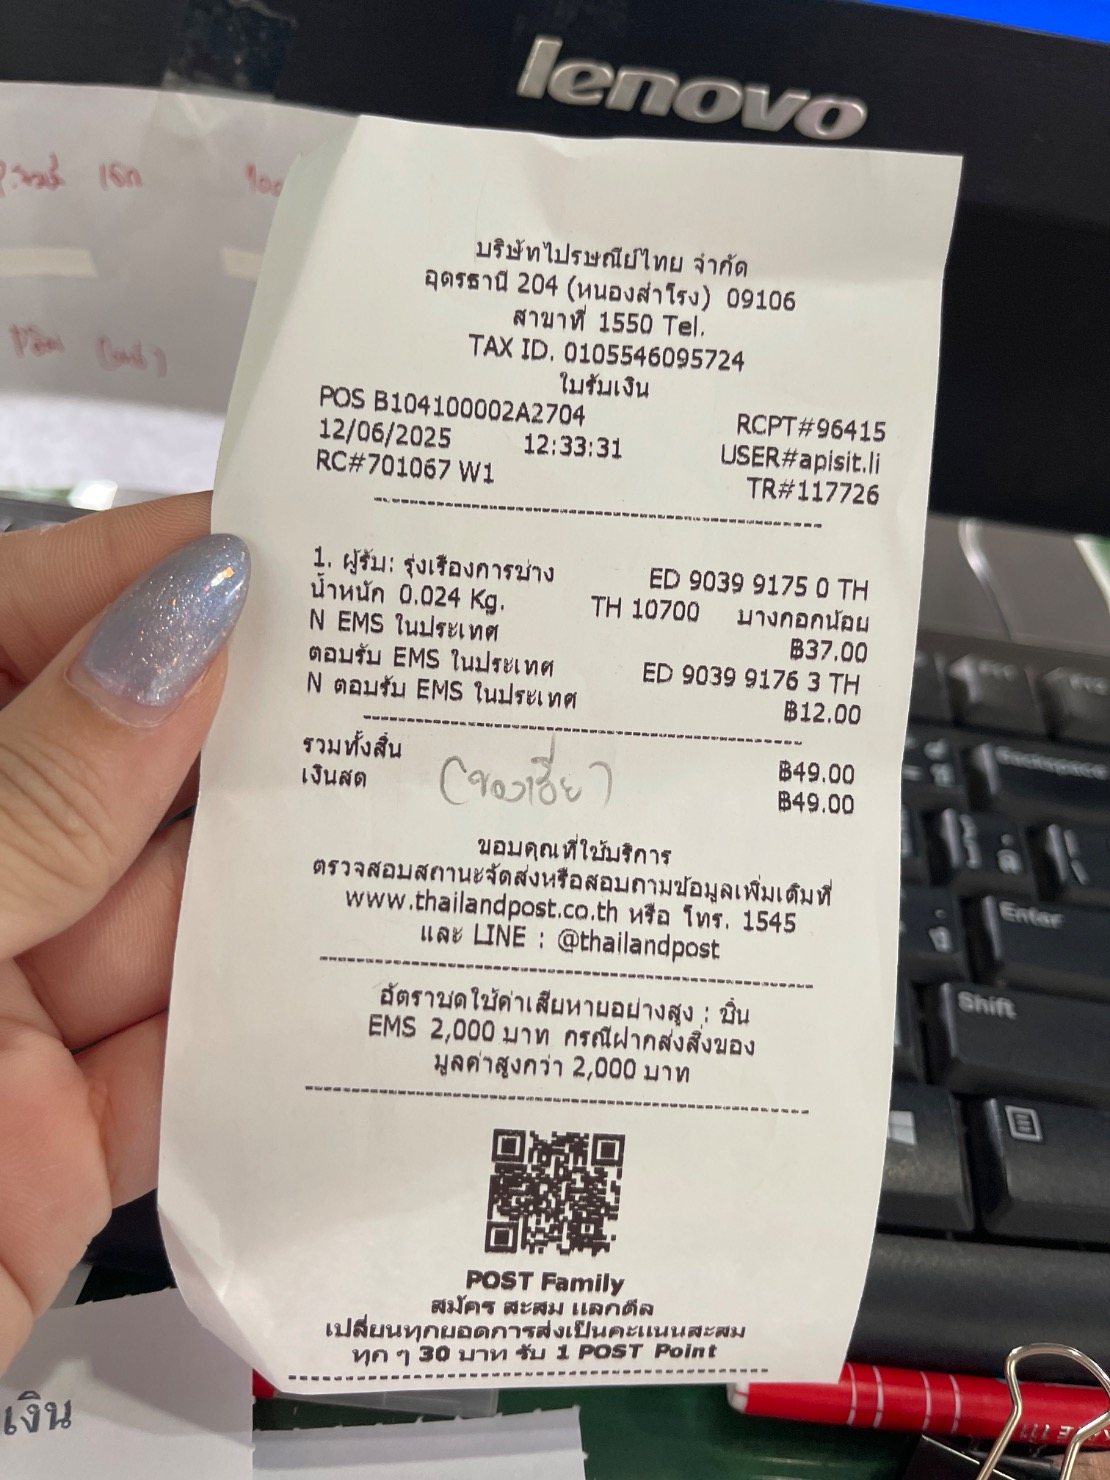 lenovo
บริษัทไปรษณีย์ไทย จำกัด
อุดรธานี 204 (หนองสำโรง) 09106
สาขาที่ 1550 Tel.
TAX ID. 0105546095724
ใบรับเงิน
POS B104100002A2704 RCPT#96415
12/06/2025 12:33:31 USER#apisit.li
RC#701067 W1 TR#117726
1. ผู้รับ: รุ่งเรืองการช่าง ED 9039 9175 0 TH
น้ำหนัก 0.024 Kg. TH 10700 บางกอกน้อย
N EMS ในประเทศ ฿37.00
ตอบรับ EMS ในประเทศ ED 9039 9176 3 TH
N ตอบรับ EMS ในประเทศ ฿12.00
รวมทั้งสิ้น ฿49.00
เงินสด ฿49.00
ขอบคุณที่ใช้บริการ
ตรวจสอบสถานะจัดส่งหรือสอบถามข้อมูลเพิ่มเติมที่
www.thailandpost.co.th หรือ โทร. 1545
และ LINE : @thailandpost
อัตราชดใช้ค่าเสียหายอย่างสูง : ชิ้น
EMS 2,000 บาท กรณีฝากส่งสิ่งของ
มูลค่าสูงกว่า 2,000 บาท
POST Family
สมัคร สะสม แลกดีล
เปลี่ยนทุกยอดการส่งเป็นคะแนนสะสม
ทุก ๆ 30 บาท รับ 1 POST Point
Backspace
Enter
Shift
เงิน